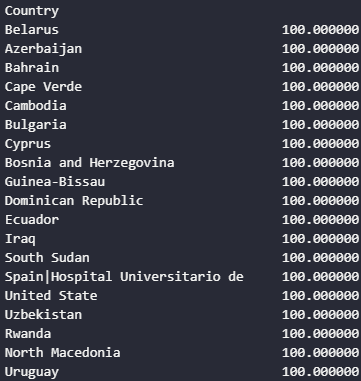 Country
Belarus 100.000000
Azerbaijan 100.000000
Bahrain 100.000000
Cape Verde 100.000000
Cambodia 100.000000
Bulgaria 100.000000
Cyprus 100.000000
Bosnia and Herzegovina 100.000000
Guinea-Bissau 100.000000
Dominican Republic 100.000000
Ecuador 100.000000
Iraq 100.000000
South Sudan 100.000000
Spain|Hospital Universitario de 100.000000
United State 100.000000
Uzbekistan 100.000000
Rwanda 100.000000
North Macedonia 100.000000
Uruguay 100.000000